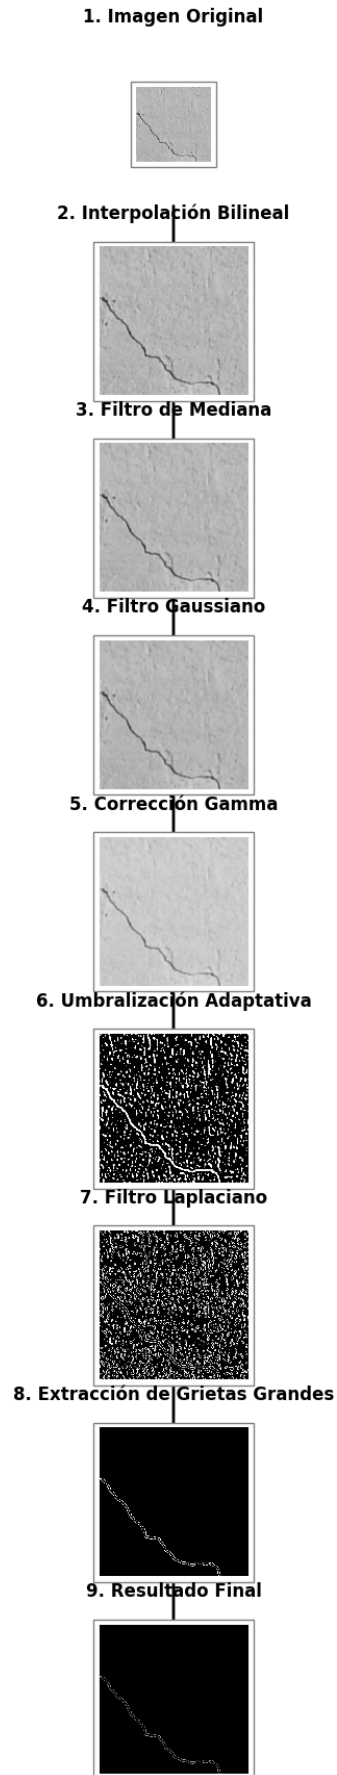 1. Imagen Original
2. Interpolación Bilineal
3. Filtro de Mediana
4. Filtro Gaussiano
5. Corrección Gamma
6. Umbralización Adaptativa
7. Filtro Laplaciano
8. Extracción de Grietas Grandes
9. Resultado Final